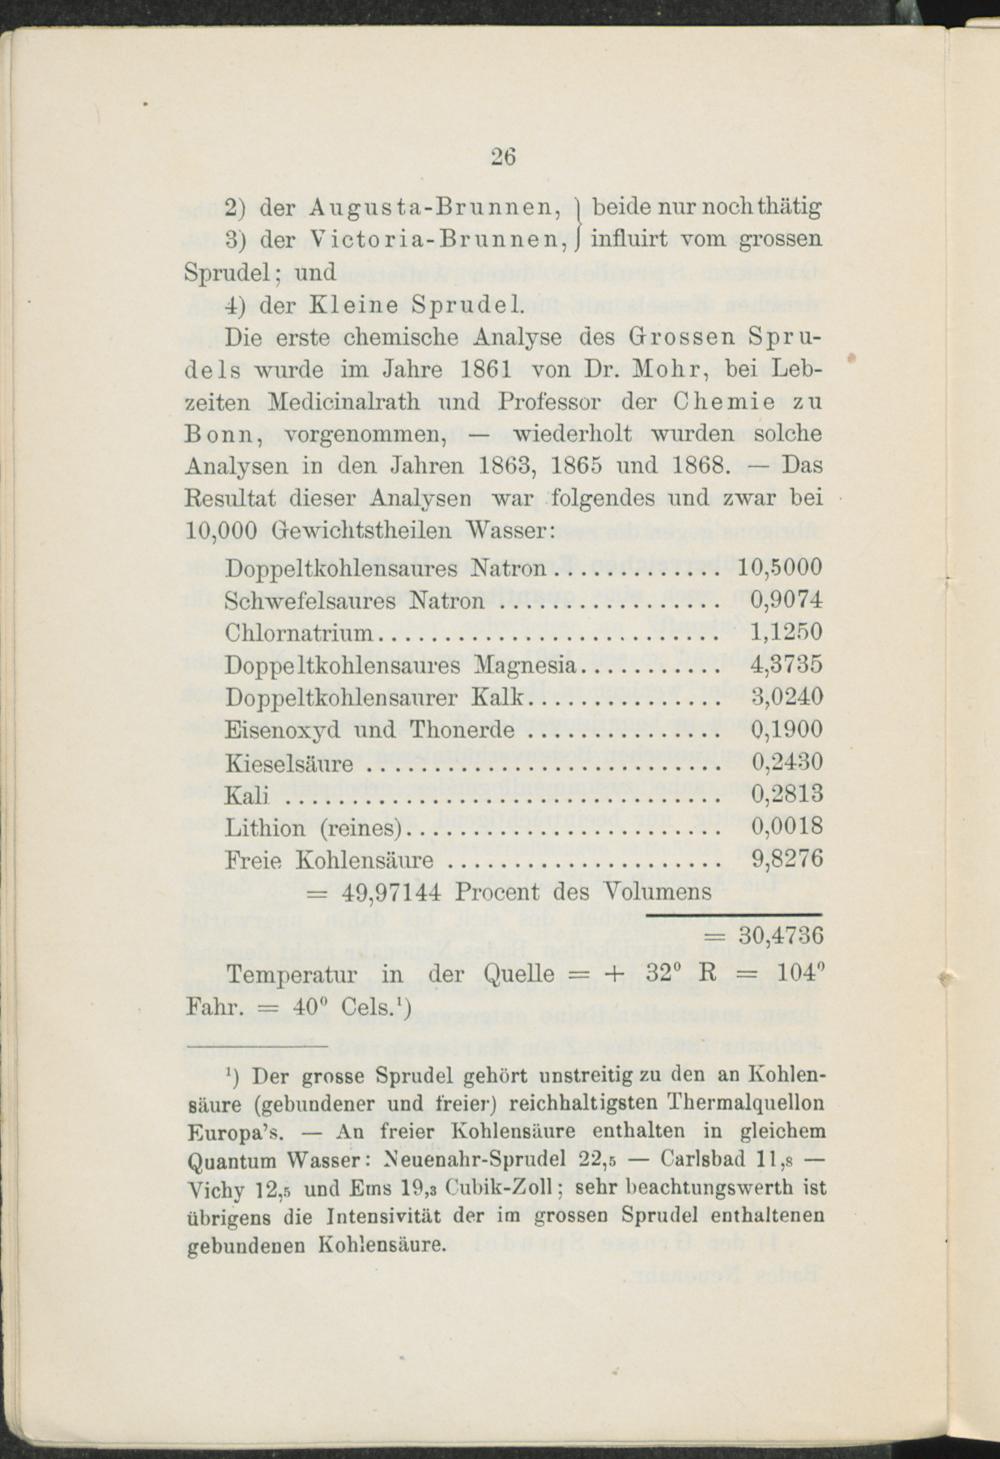 26
2) der Augusta-Brunnen, } beide nur noch thätig
3) der Victoria-Brunnen, } influirt vom grossen
Sprudel; und
4) der Kleine Sprudel.
Die erste chemische Analyse des Grossen Spru-
dels wurde im Jahre 1861 von Dr. Mohr, bei Leb-
zeiten Medicinalrath und Professor der Chemie zu
Bonn, vorgenommen, — wiederholt wurden solche
Analysen in den Jahren 1863, 1865 und 1868. — Das
Resultat dieser Analysen war folgendes und zwar bei
10,000 Gewichtstheilen Wasser:
Doppeltkohlensaures Natron ............. 10,5000
Schwefelsaures Natron ................. 0,9074
Chlornatrium.......................... 1,1250
Doppeltkohlensaures Magnesia........... 4,3735
Doppeltkohlensaurer Kalk............... 3,0240
Eisenoxyd und Thonerde ............... 0,1900
Kieselsäure ........................... 0,2430
Kali ................................. 0,2813
Lithion (reines)........................ 0,0018
Freie Kohlensäure ..................... 9,8276
= 49,97144 Procent des Volumens
= 30,4736
Temperatur in der Quelle = + 32⁰ R = 104⁰
Fahr. = 40⁰ Cels.¹)
¹) Der grosse Sprudel gehört unstreitig zu den an Kohlen-
säure (gebundener und freier) reichhaltigsten Thermalquellon
Europa's. — An freier Kohlensäure enthalten in gleichem
Quantum Wasser: Neuenahr-Sprudel 22,5 — Carlsbad 11,8 —
Vichy 12,5 und Ems 19,3 Cubik-Zoll; sehr beachtungswerth ist
übrigens die Intensivität der im grossen Sprudel enthaltenen
gebundenen Kohlensäure.